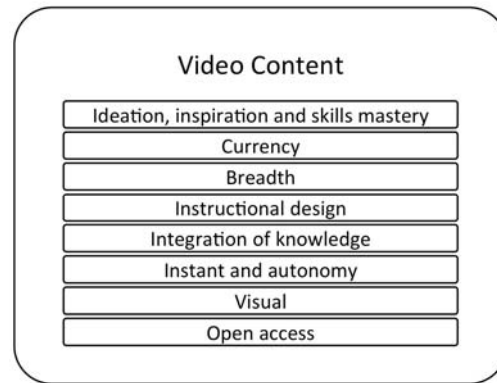 Video Content
Ideation, inspiration and skills mastery
Currency
Breadth
Instructional design
Integration of knowledge
Instant and autonomy
Visual
Open access